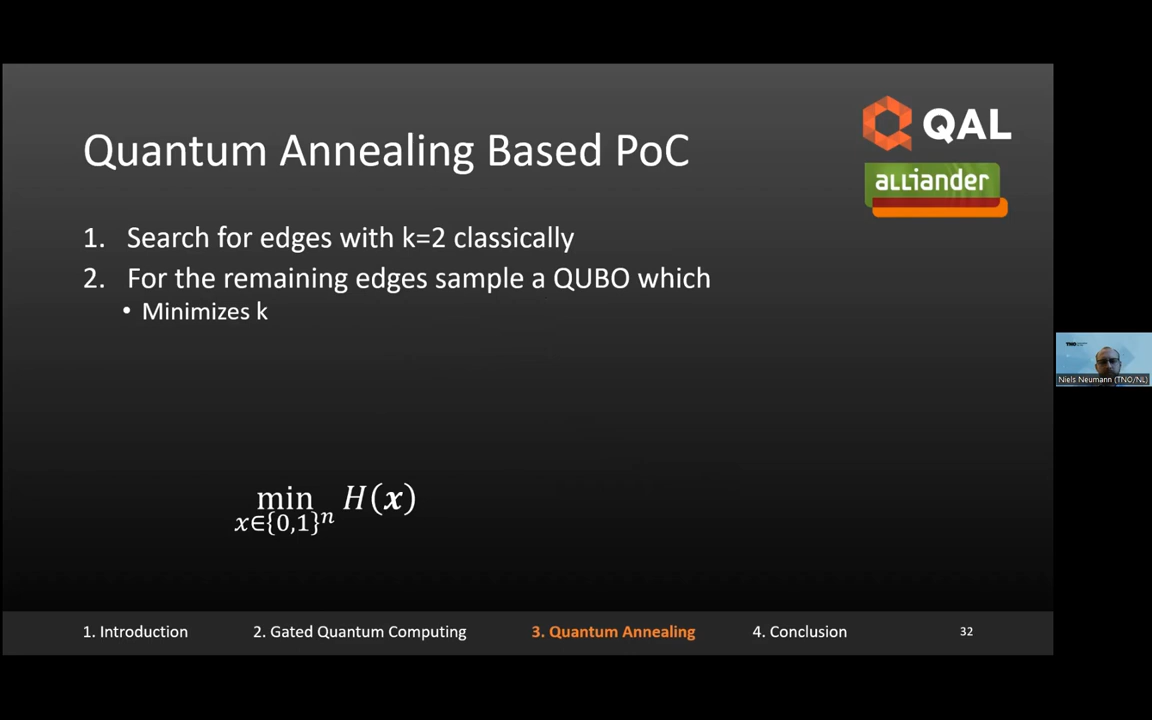 Quantum Annealing Based PoC
QAL
alliander
1. Search for edges with k=2 classically
2. For the remaining edges sample a QUBO which
• Minimizes k
min H(x)
x∈{0,1}ⁿ
TNO
Niels Neumann (TNO/NL)
1. Introduction
2. Gated Quantum Computing
3. Quantum Annealing
4. Conclusion
32